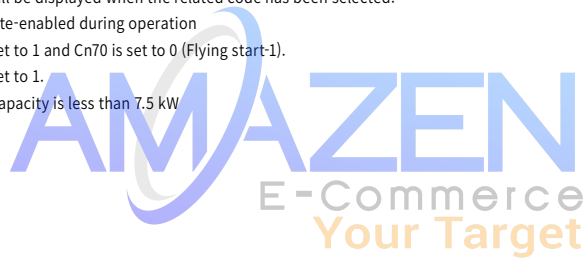 ll be displayed when the related code has been selected.
te-enabled during operation
et to 1 and Cn70 is set to 0 (Flying start-1).
et to 1.
apacity is less than 7.5 kW
AMAZEN
E-Commerce
Your Target